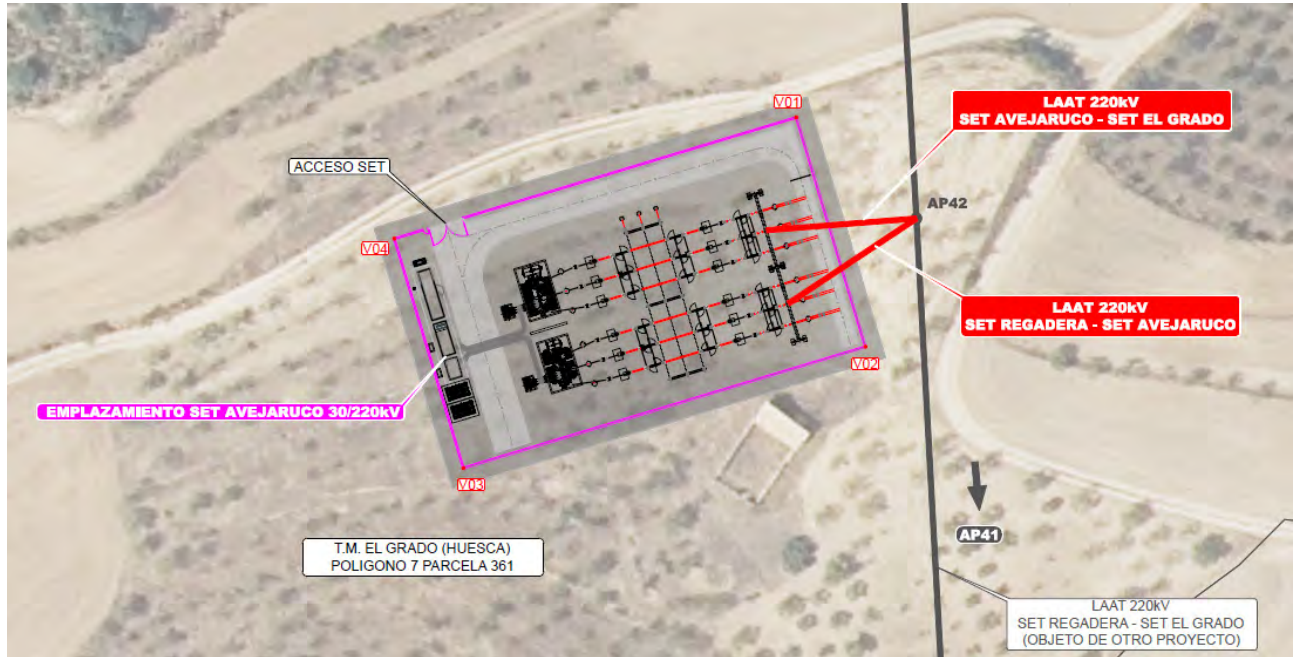 V01
LAAT 220kV
SET AVEJARUCO - SET EL GRADO
ACCESO SET
AP42
V04
LAAT 220kV
SET REGADERA - SET AVEJARUCO
V02
EMPLAZAMIENTO SET AVEJARUCO 30/220kV
V03
AP41
T.M. EL GRADO (HUESCA)
POLIGONO 7 PARCELA 361
LAAT 220kV
SET REGADERA - SET EL GRADO
(OBJETO DE OTRO PROYECTO)